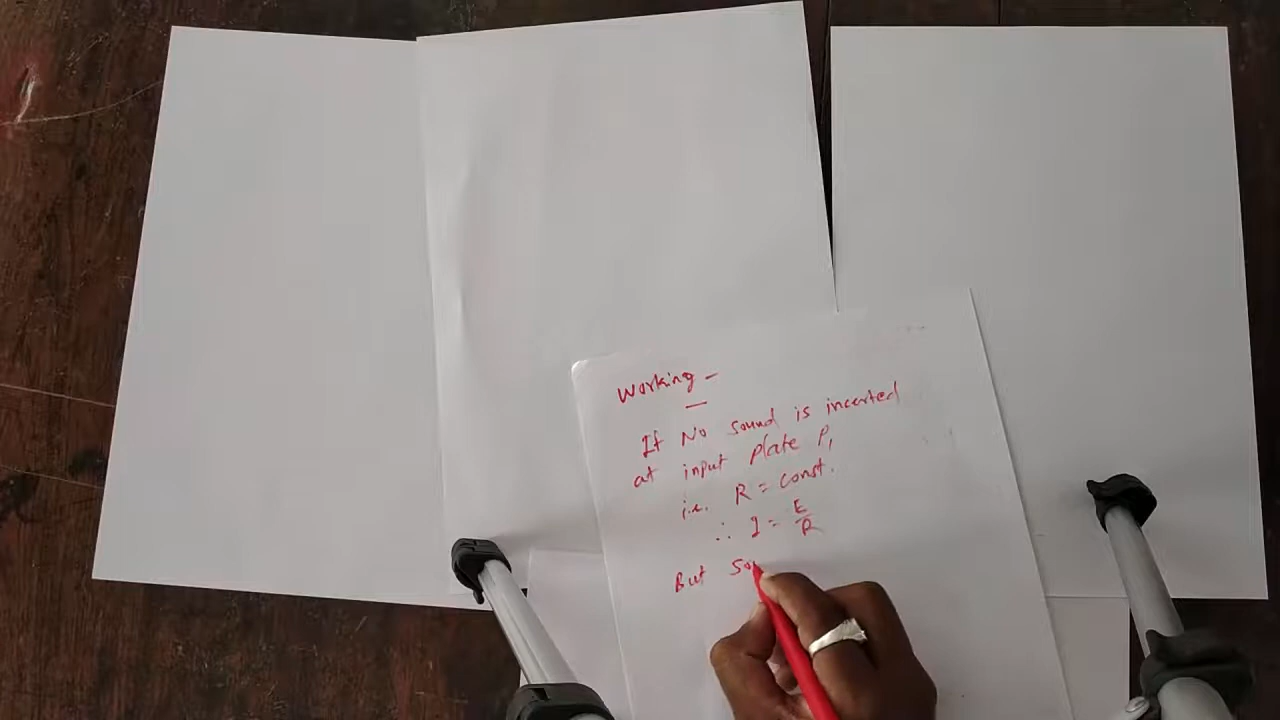 Working -
If No sound is incerted
at input plate P₁
i.e. R = const.
∴ I = E/R
But So